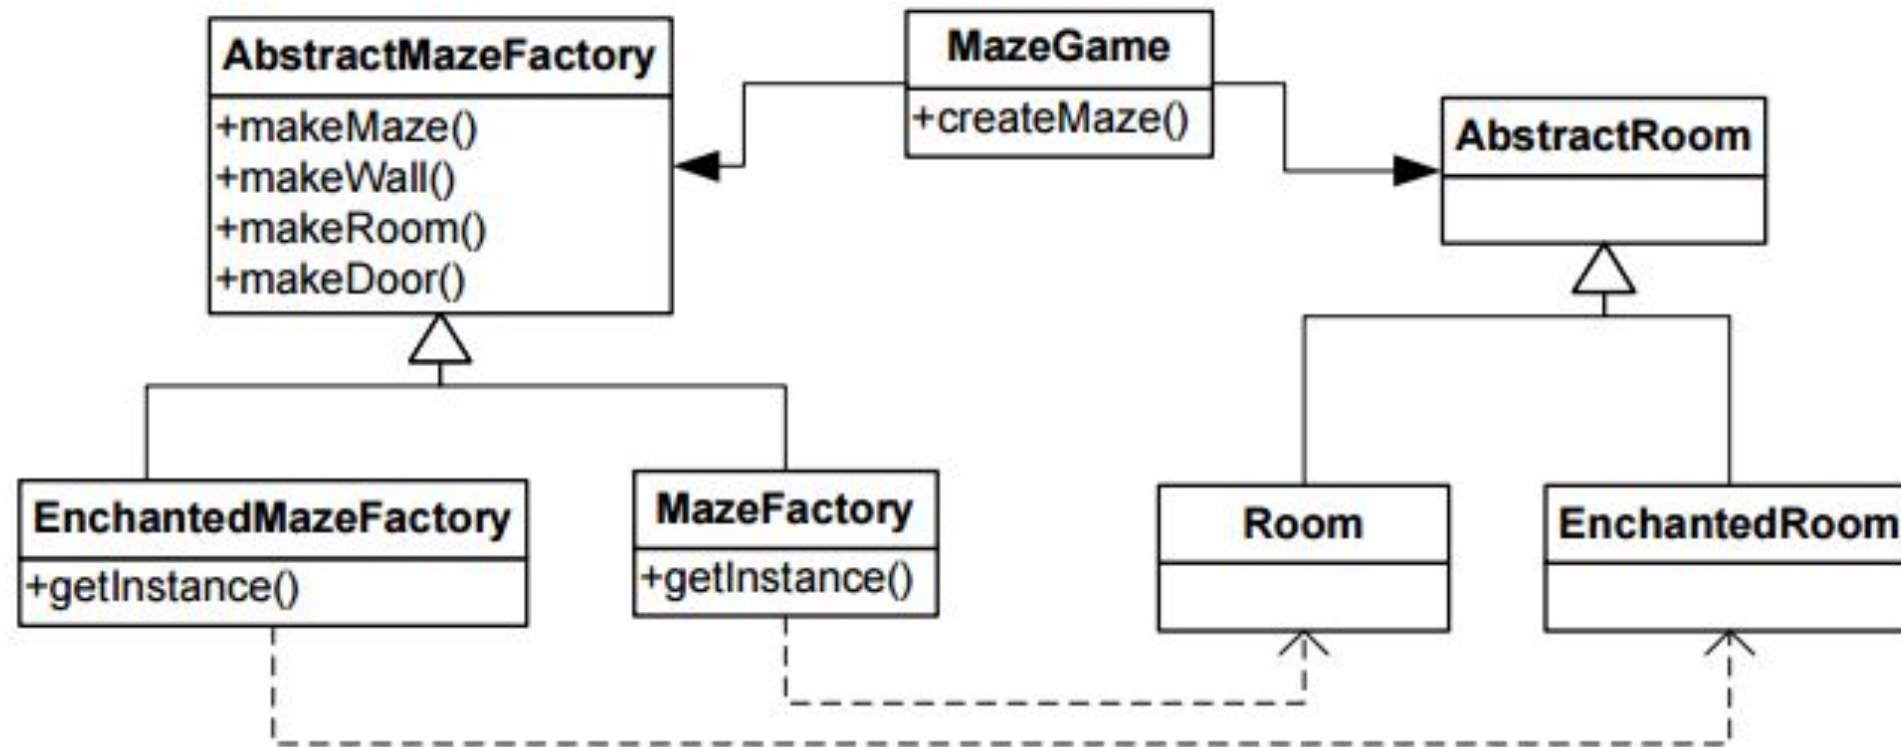 AbstractMazeFactory
+makeMaze()
+makeWall()
+makeRoom()
+makeDoor()
MazeGame
+createMaze()
AbstractRoom
EnchantedMazeFactory
+getInstance()
MazeFactory
+getInstance()
Room
EnchantedRoom